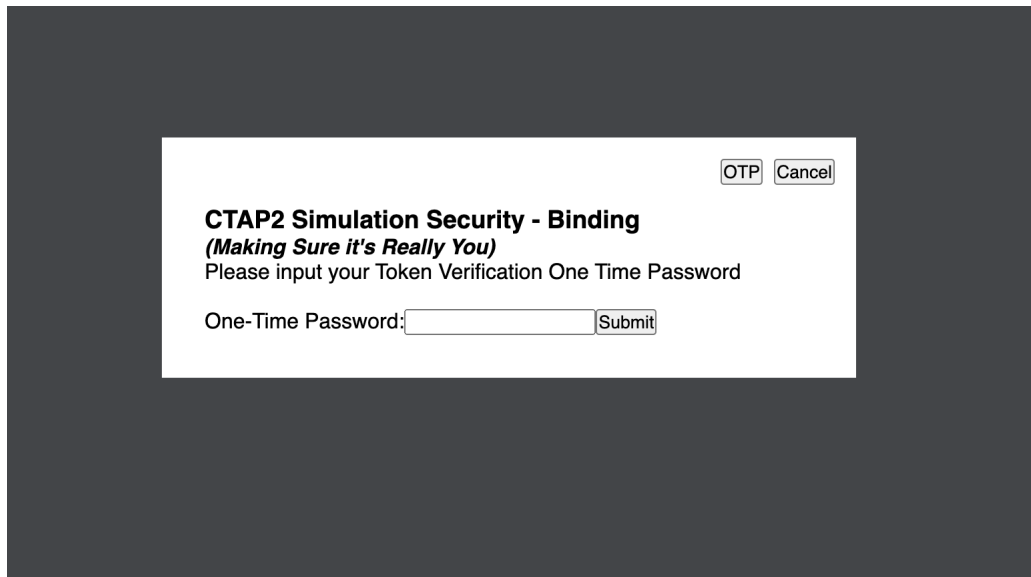 OTP Cancel
CTAP2 Simulation Security - Binding
(Making Sure it's Really You)
Please input your Token Verification One Time Password
One-Time Password: Submit